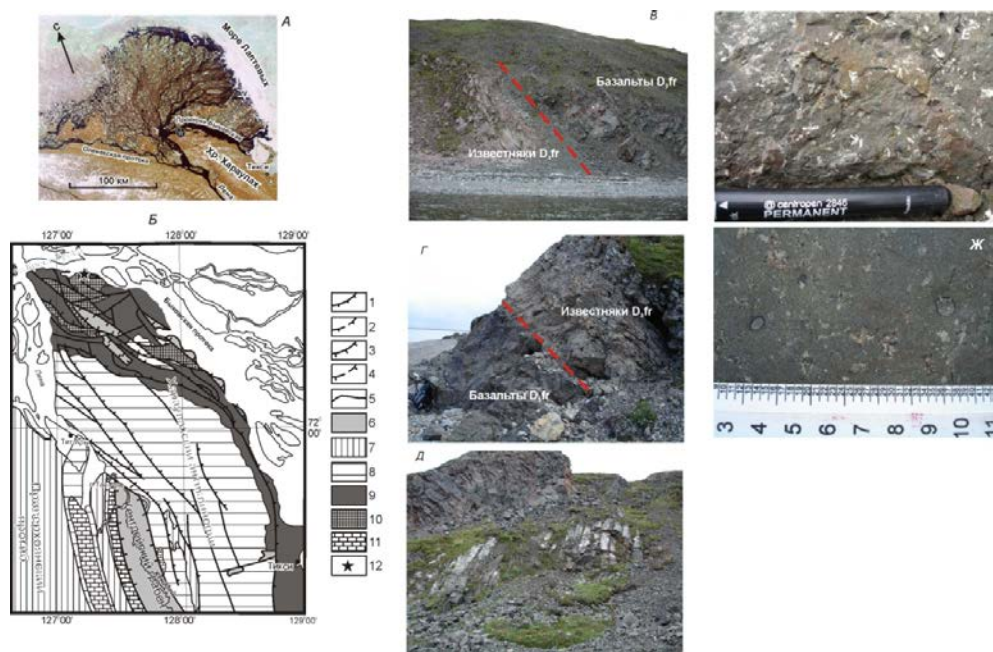 А
С
Море Лаптевых
Хр. Хараулах
Тикси
Лена
100 км
Б
127°00'
128°00'
129°00'
Лена
72°
00'
Тикси
127°00'
128°00'
129°00'
1
2
3
4
5
6
7
8
9
10
11
12
В
Базальты D₃fr
Известняки D₃fr
Г
Известняки D₃fr
Базальты D₃fr
Д
Е
centropen 2846
PERMANENT
Ж
3 4 5 6 7 8 9 10 11